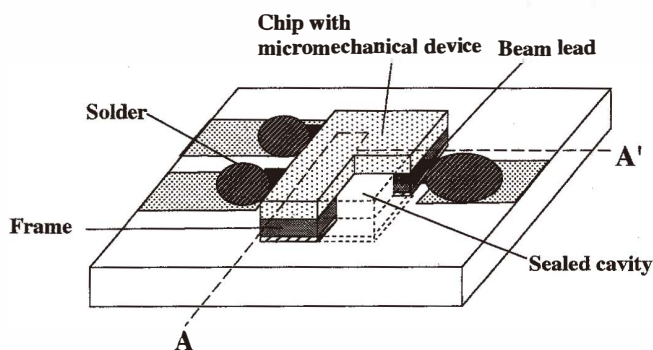 Chip with
micromechanical device
Beam lead
Solder
A'
Frame
Sealed cavity
A